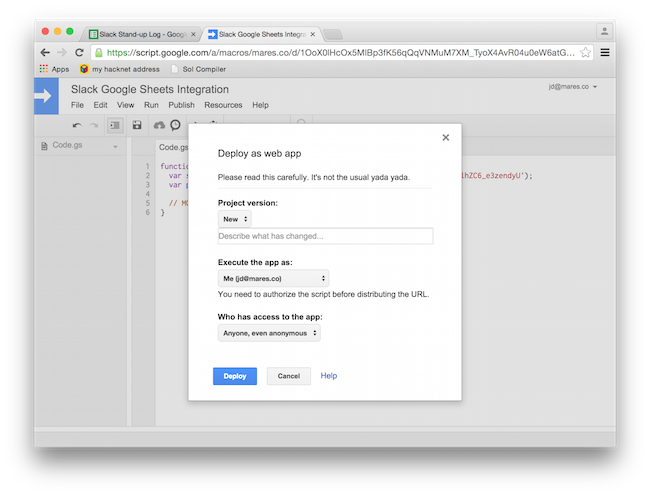 Slack Stand-up Log - Google
Slack Google Sheets Integra
https://script.google.com/a/macros/mares.co/d/1OoX0lHcOx5MlBp3fK56qQqVNMuM7XM_TyoX4AvR04u0eW6atG...
Apps my hacknet address Sol Compiler
Slack Google Sheets Integration
jd@mares.co
File Edit View Run Publish Resources Help
Code.gs
Code.gs
Deploy as web app
Please read this carefully. It's not the usual yada yada.
Project version:
New
Describe what has changed...
Execute the app as:
Me (jd@mares.co)
You need to authorize the script before distributing the URL.
Who has access to the app:
Anyone, even anonymous
Deploy Cancel Help
1 functi
2 var s lhZC6_e3zendyU');
3 var p
4
5 // MO
6 }